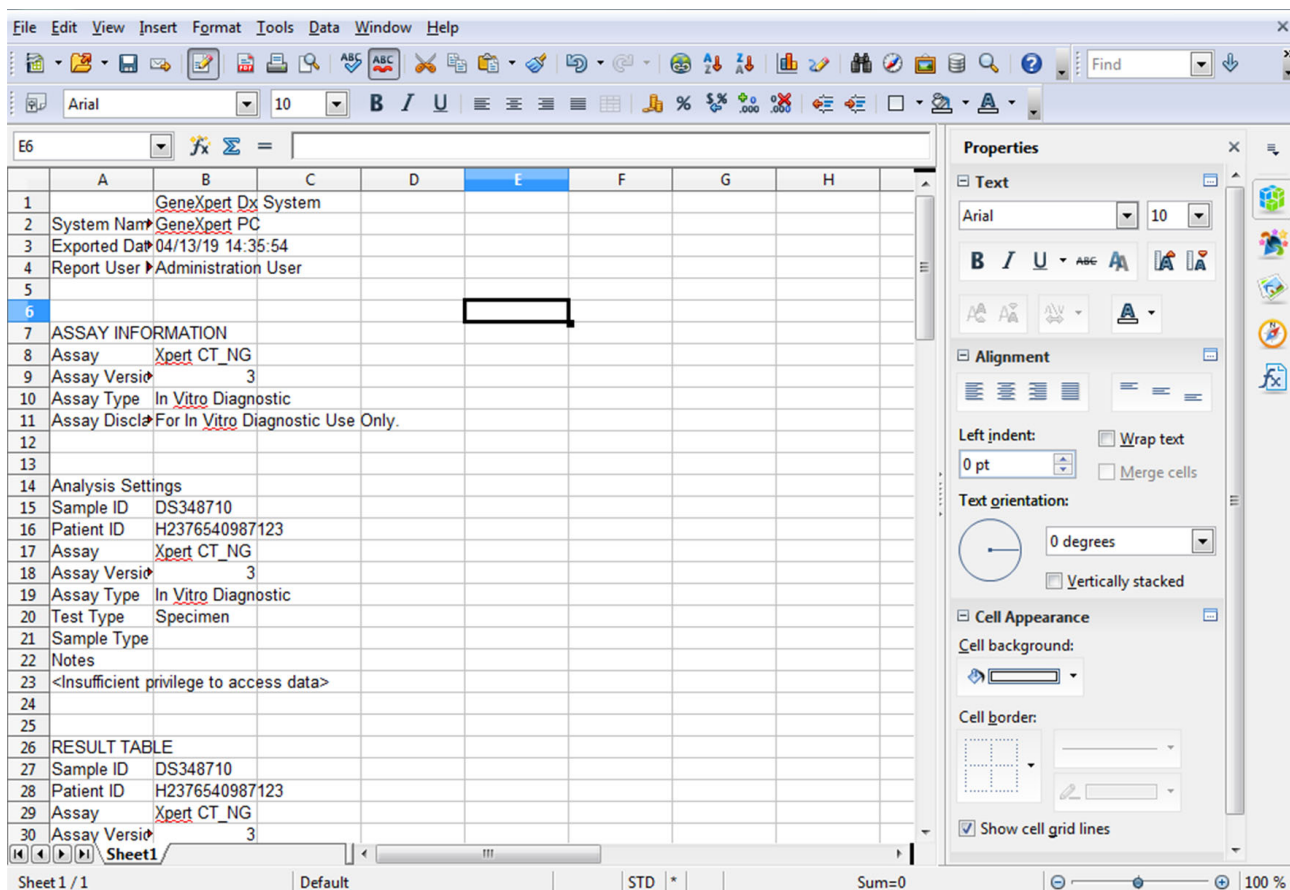 File Edit View Insert Format Tools Data Window Help
Find
Arial 10
E6
A B C D E F G H
1 GeneXpert Dx System
2 System Nam GeneXpert PC
3 Exported Dat 04/13/19 14:35:54
4 Report User Administration User
5
6
7 ASSAY INFORMATION
8 Assay Xpert CT_NG
9 Assay Versio 3
10 Assay Type In Vitro Diagnostic
11 Assay Discla For In Vitro Diagnostic Use Only.
12
13
14 Analysis Settings
15 Sample ID DS348710
16 Patient ID H2376540987123
17 Assay Xpert CT_NG
18 Assay Versio 3
19 Assay Type In Vitro Diagnostic
20 Test Type Specimen
21 Sample Type
22 Notes
23 <Insufficient privilege to access data>
24
25
26 RESULT TABLE
27 Sample ID DS348710
28 Patient ID H2376540987123
29 Assay Xpert CT_NG
30 Assay Versio 3
Sheet1
Sheet 1 / 1 Default STD * Sum=0 100 %
Properties
Text
Arial 10
Alignment
Left indent:
Wrap text
0 pt
Merge cells
Text orientation:
0 degrees
Vertically stacked
Cell Appearance
Cell background:
Cell border:
Show cell grid lines